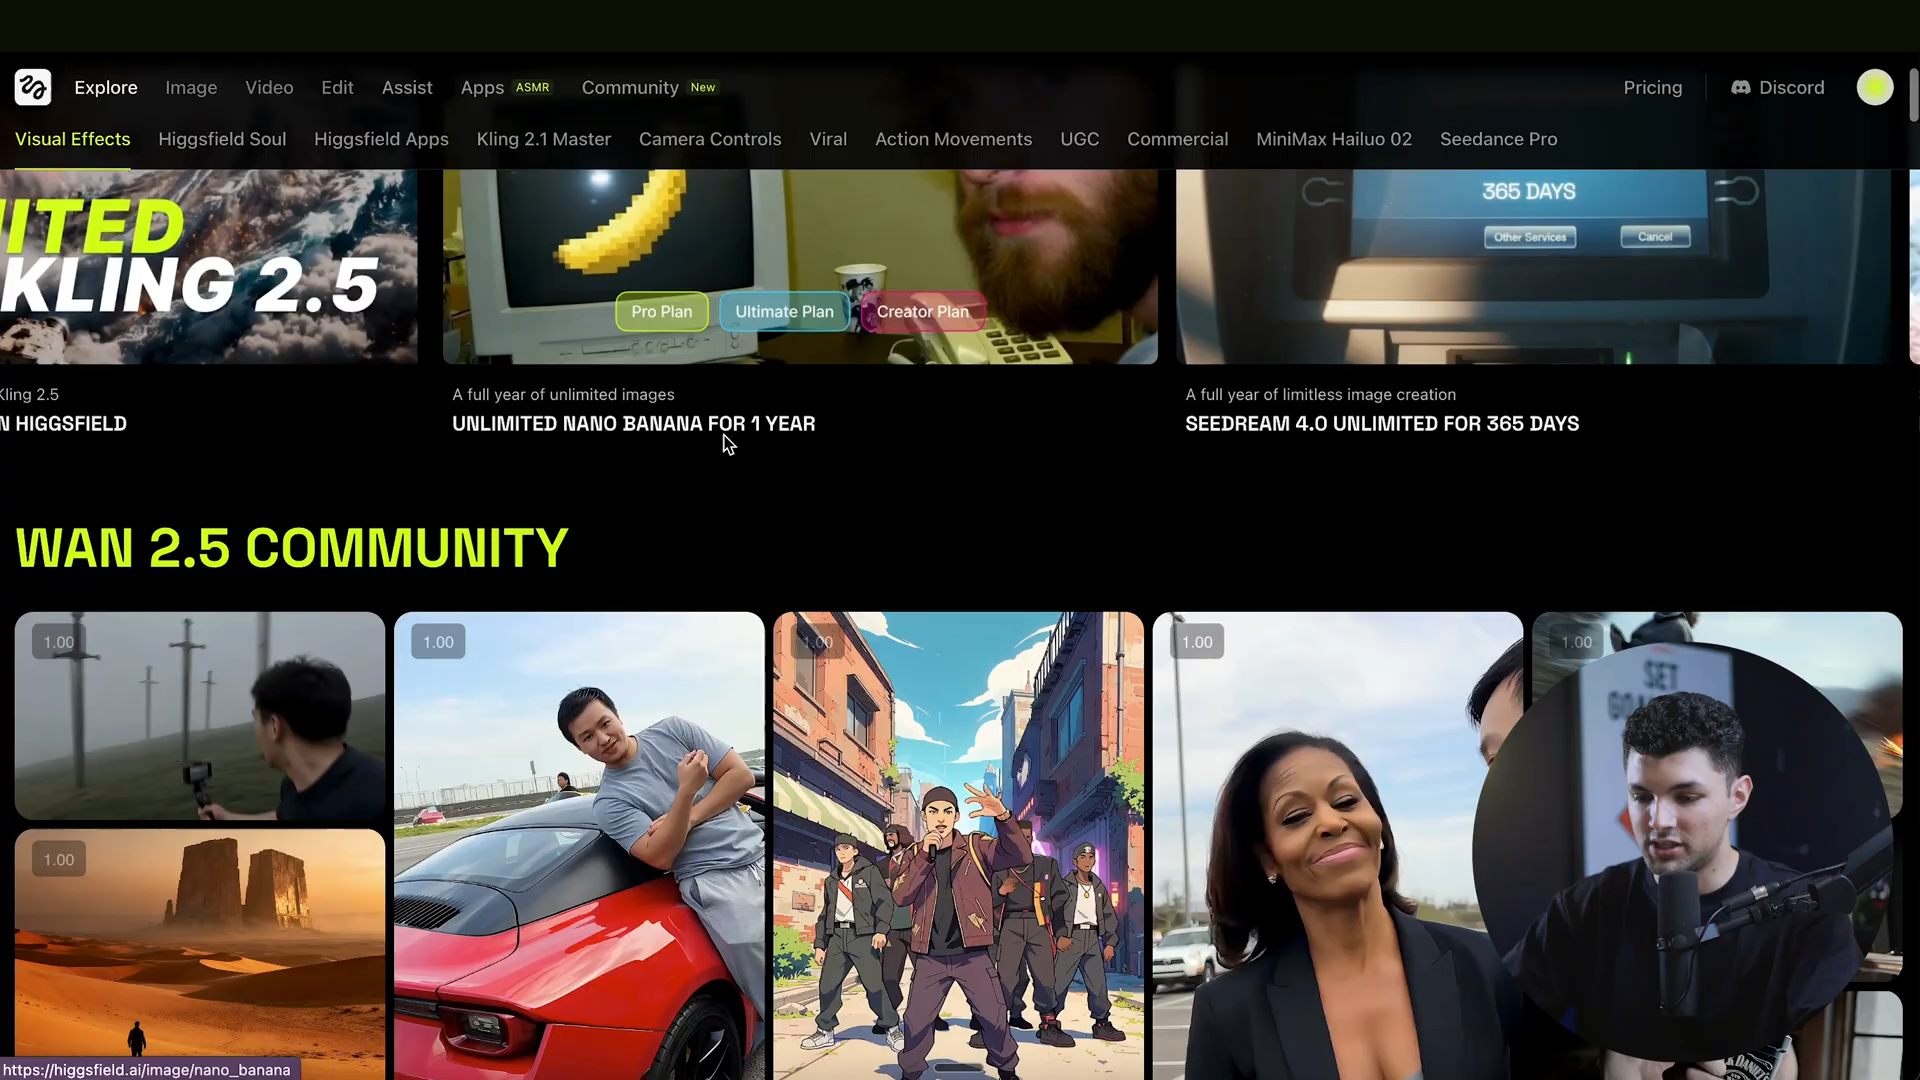 Explore Image Video Edit Assist Apps ASMR Community New Pricing Discord
Visual Effects Higgsfield Soul Higgsfield Apps Kling 2.1 Master Camera Controls Viral Action Movements UGC Commercial MiniMax Hailuo 02 Seedance Pro
ITED
KLING 2.5
Pro Plan Ultimate Plan Creator Plan
365 DAYS
Other Services Cancel
Kling 2.5
N HIGGSFIELD
A full year of unlimited images
UNLIMITED NANO BANANA FOR 1 YEAR
A full year of limitless image creation
SEEDREAM 4.0 UNLIMITED FOR 365 DAYS
WAN 2.5 COMMUNITY
1.00 1.00 1.00 1.00 1.00
SET
1.00
https://higgsfield.ai/image/nano_banana